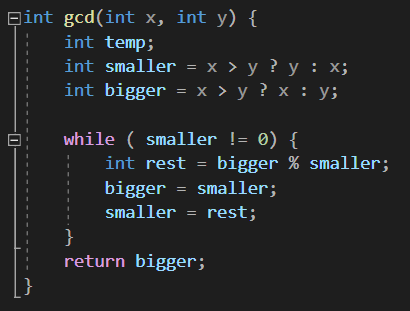 int gcd(int x, int y) {
    int temp;
    int smaller = x > y ? y : x;
    int bigger = x > y ? x : y;

    while ( smaller != 0) {
        int rest = bigger % smaller;
        bigger = smaller;
        smaller = rest;
    }
    return bigger;
}